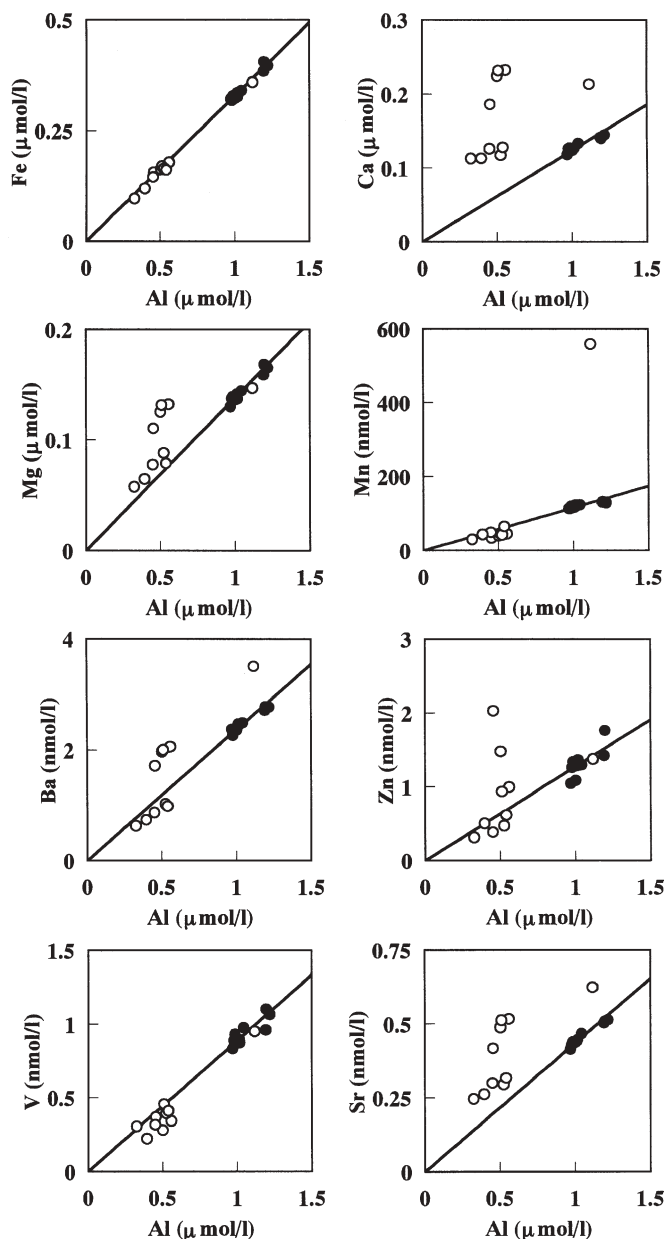 0.5
0.25
0
Fe (μ mol/l)
0 0.5 1 1.5
Al (μ mol/l)
0.3
0.2
0.1
0
Ca (μ mol/l)
0 0.5 1 1.5
Al (μ mol/l)
0.2
0.1
0
Mg (μ mol/l)
0 0.5 1 1.5
Al (μ mol/l)
600
400
200
0
Mn (nmol/l)
0 0.5 1 1.5
Al (μ mol/l)
4
2
0
Ba (nmol/l)
0 0.5 1 1.5
Al (μ mol/l)
3
2
1
0
Zn (nmol/l)
0 0.5 1 1.5
Al (μ mol/l)
1.5
1
0.5
0
V (nmol/l)
0 0.5 1 1.5
Al (μ mol/l)
0.75
0.5
0.25
0
Sr (nmol/l)
0 0.5 1 1.5
Al (μ mol/l)